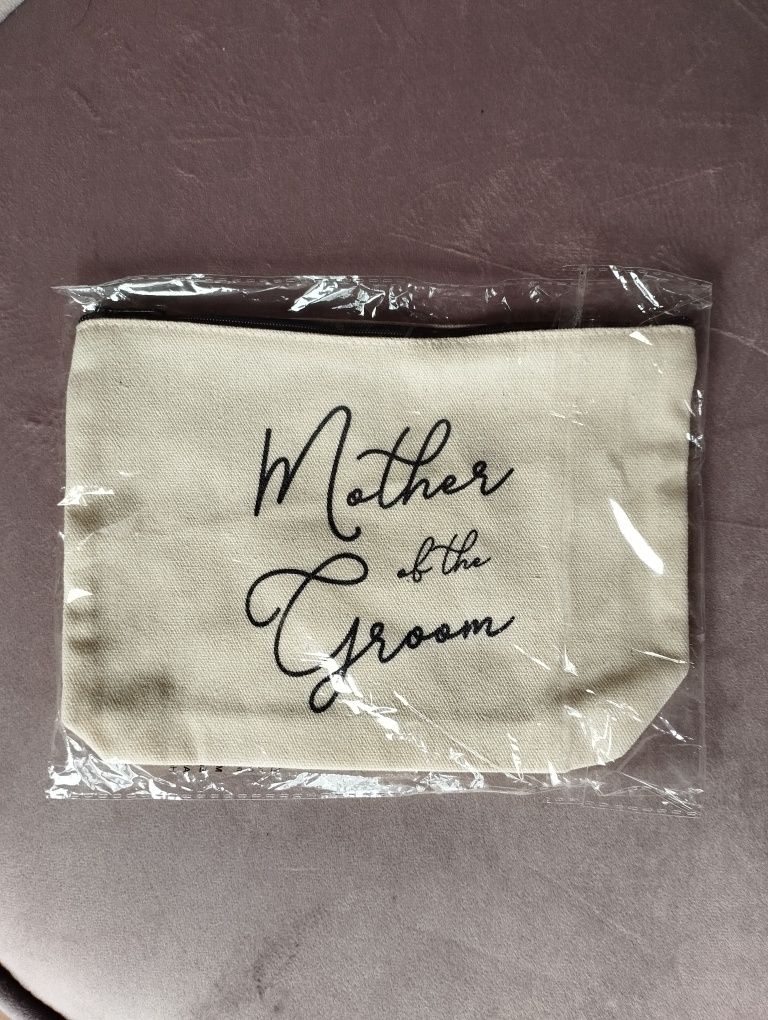 Mother
of the
Groom